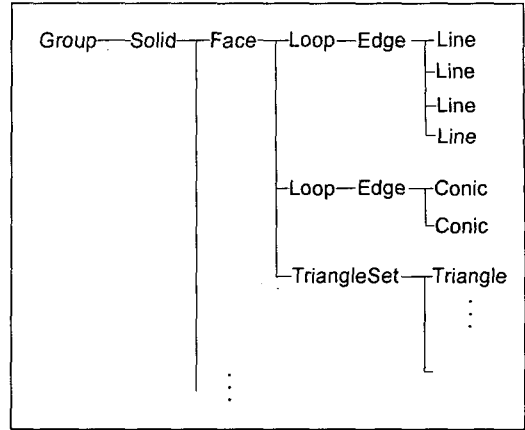 Group Solid Face Loop Edge Line
Line
Line
Line
Loop Edge Conic
Conic
TriangleSet Triangle